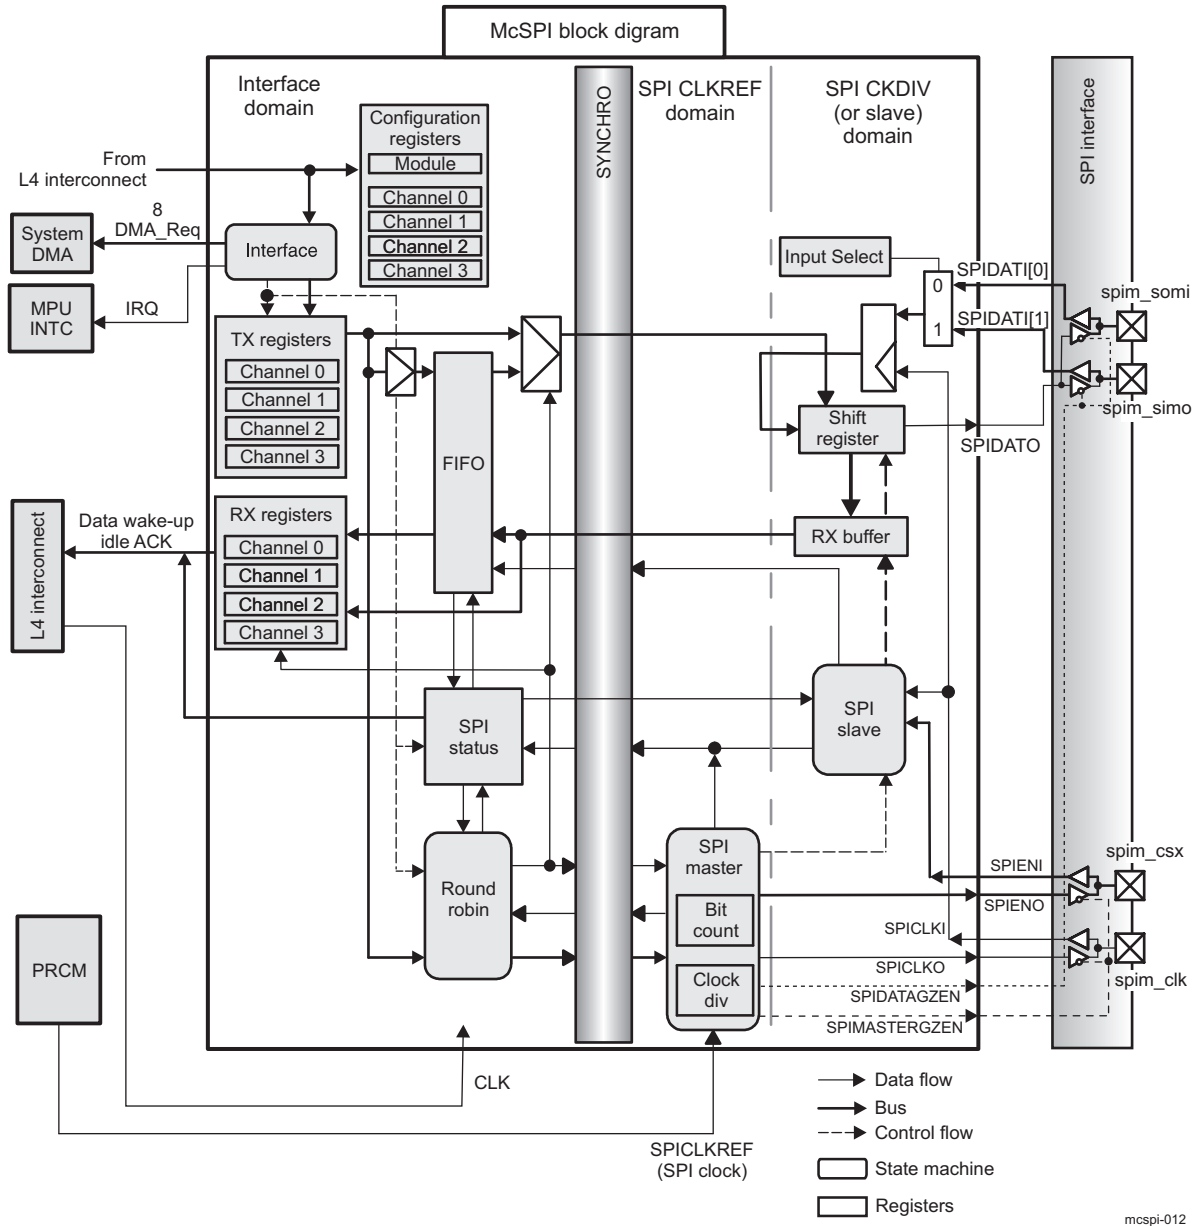 McSPI block digram
Interface
domain
SYNCHRO
SPI CLKREF
domain
SPI CKDIV
(or slave)
domain
SPI interface
Configuration
registers
Module
Channel 0
Channel 1
Channel 2
Channel 3
From
L4 interconnect
8
DMA_Req
System
DMA
Interface
MPU
INTC
IRQ
Input Select
0
1
SPIDATI[0]
SPIDATI[1]
spim_somi
spim_simo
TX registers
Channel 0
Channel 1
Channel 2
Channel 3
FIFO
Shift
register
SPIDATO
RX registers
Channel 0
Channel 1
Channel 2
Channel 3
RX buffer
Data wake-up
idle ACK
L4 interconnect
SPI
status
SPI
slave
Round
robin
SPI
master
Bit
count
Clock
div
SPIENI
SPIENO
spim_csx
SPICLKI
SPICLKO
spim_clk
SPIDATAGZEN
SPIMASTERGZEN
PRCM
CLK
SPICLKREF
(SPI clock)
Data flow
Bus
Control flow
State machine
Registers
mcspi-012